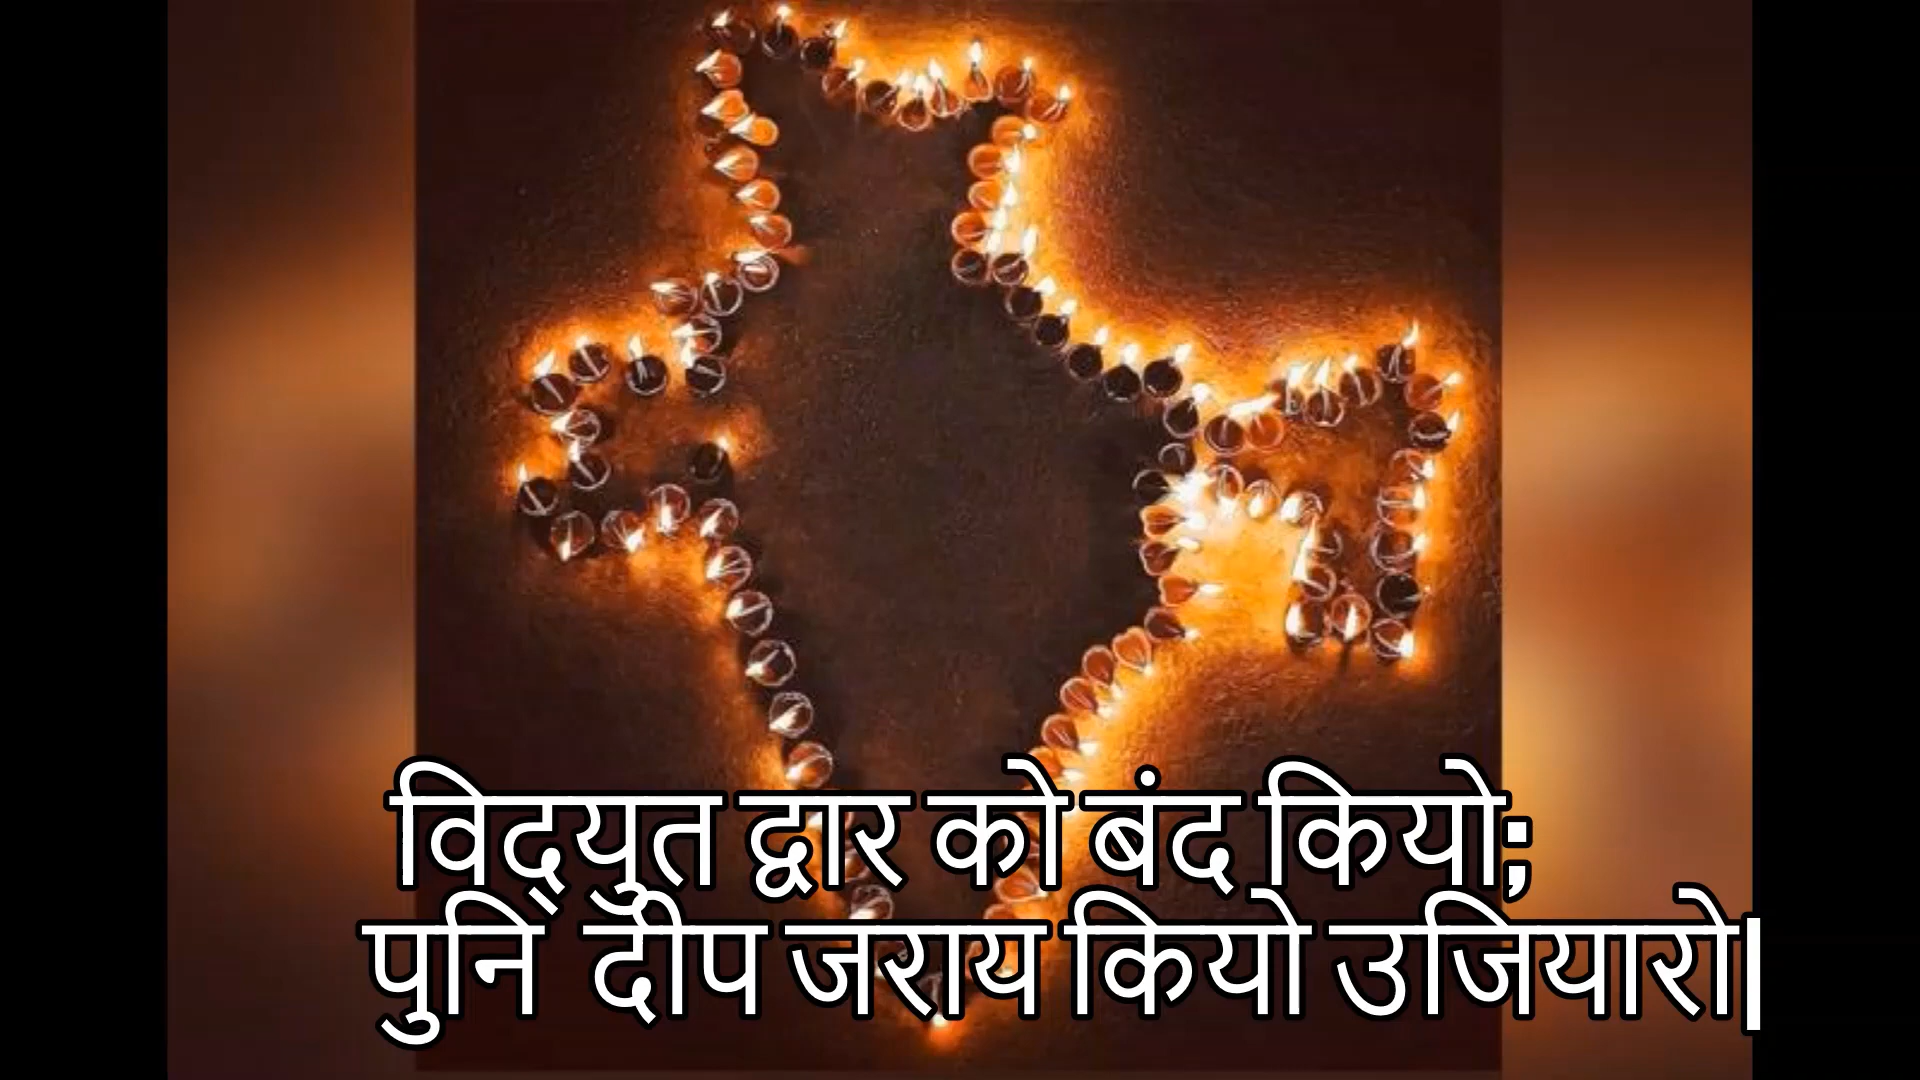 विद्युत द्वार को बंद कियो;
पुनि दीप जराय कियो उजियारो|